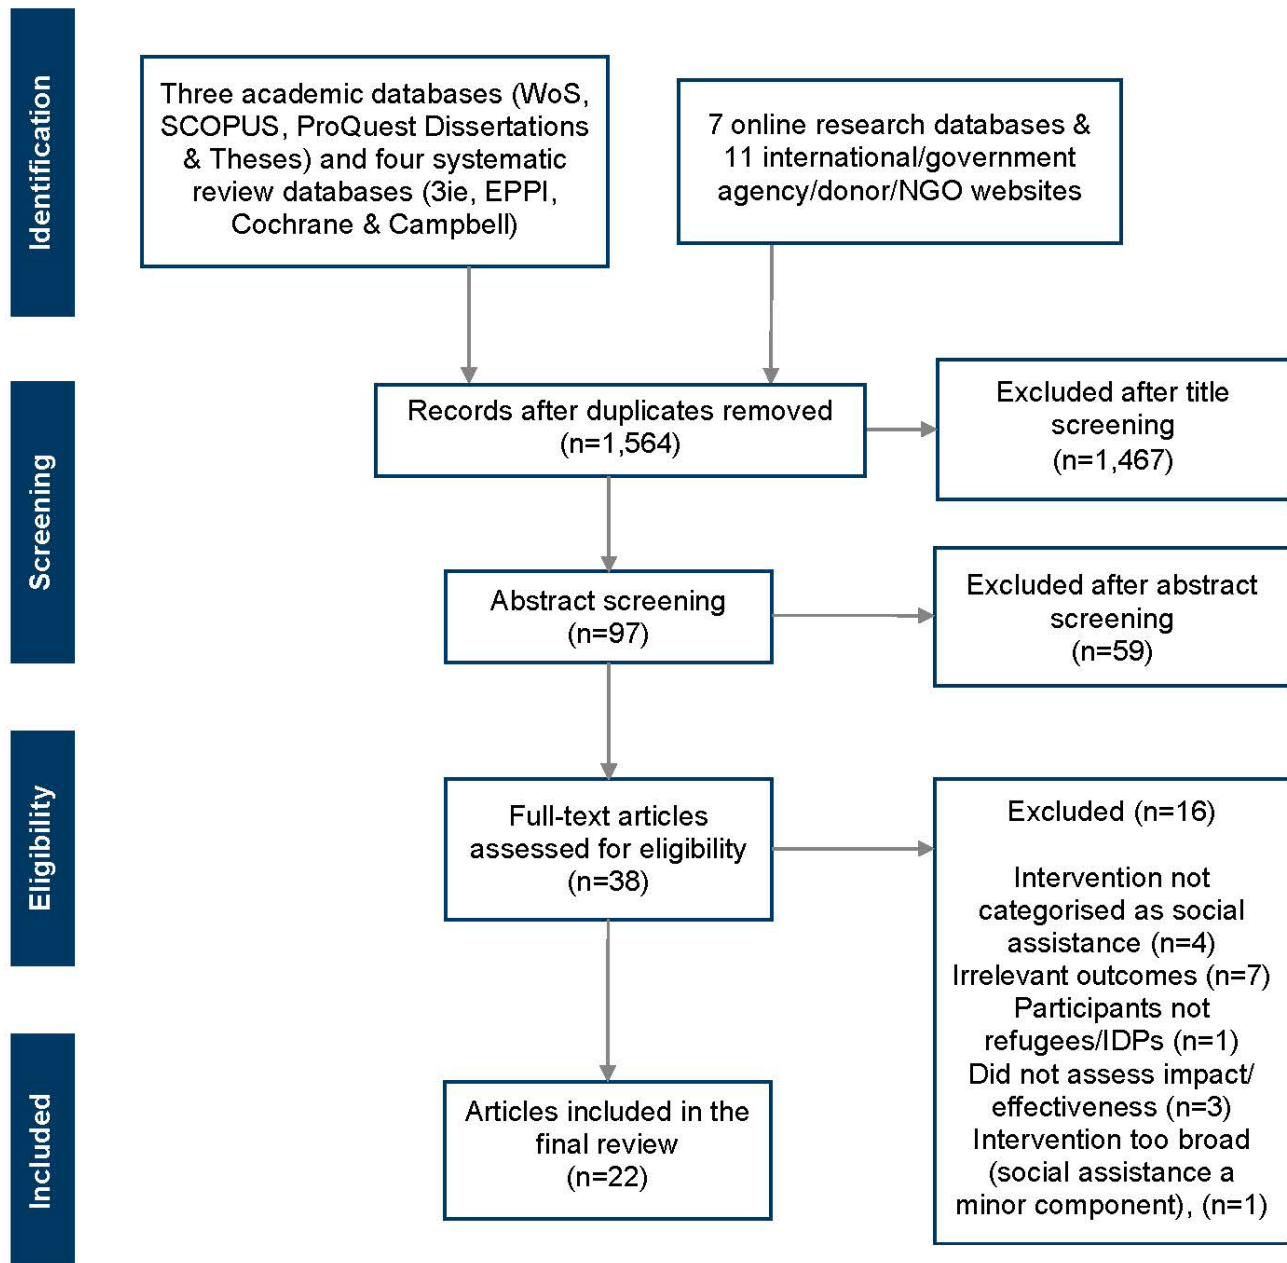 Identification
Three academic databases (WoS,
SCOPUS, ProQuest Dissertations
& Theses) and four systematic
review databases (3ie, EPPI,
Cochrane & Campbell)
7 online research databases &
11 international/government
agency/donor/NGO websites
Screening
Records after duplicates removed
(n=1,564)
Excluded after title
screening
(n=1,467)
Abstract screening
(n=97)
Excluded after abstract
screening
(n=59)
Eligibility
Full-text articles
assessed for eligibility
(n=38)
Excluded (n=16)
Intervention not
categorised as social
assistance (n=4)
Irrelevant outcomes (n=7)
Participants not
refugees/IDPs (n=1)
Did not assess impact/
effectiveness (n=3)
Intervention too broad
(social assistance a
minor component), (n=1)
Included
Articles included in the
final review
(n=22)